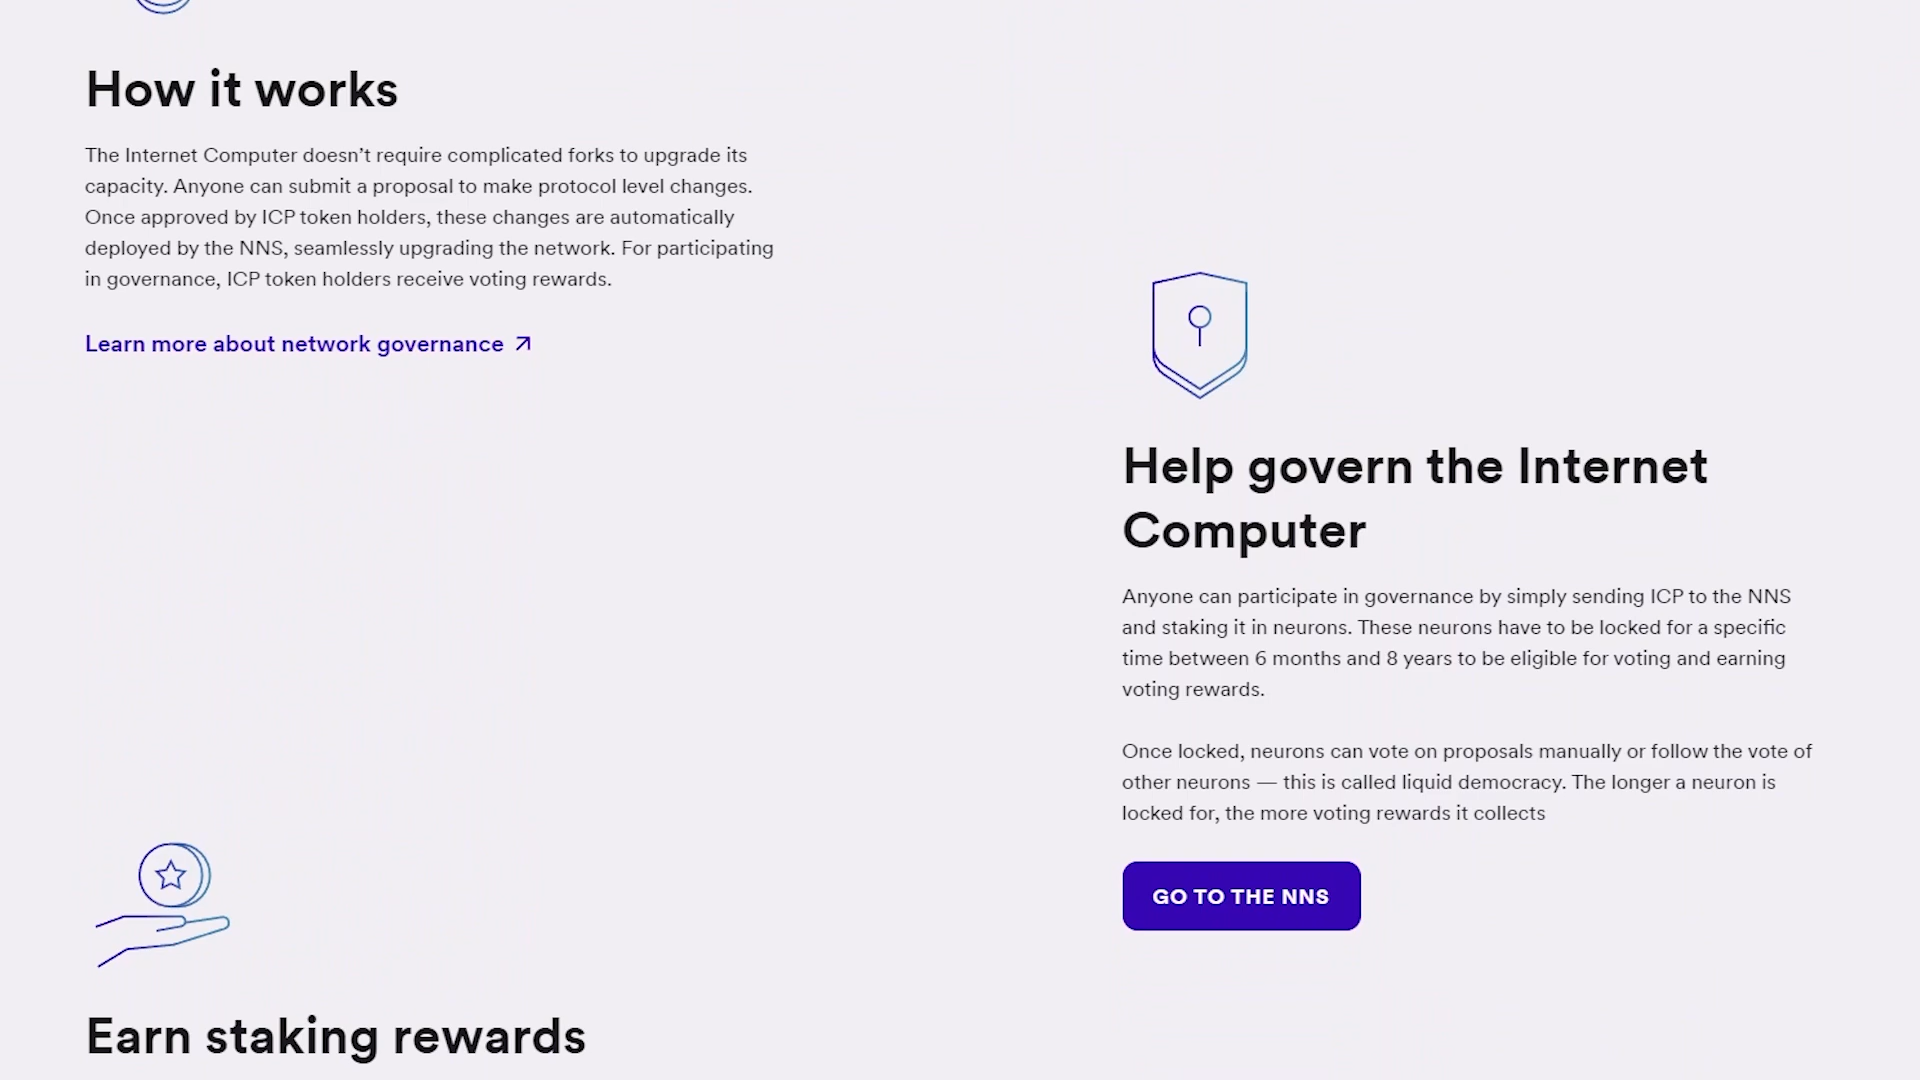 How it works
The Internet Computer doesn’t require complicated forks to upgrade its
capacity. Anyone can submit a proposal to make protocol level changes.
Once approved by ICP token holders, these changes are automatically
deployed by the NNS, seamlessly upgrading the network. For participating
in governance, ICP token holders receive voting rewards.
Learn more about network governance
Help govern the Internet
Computer
Anyone can participate in governance by simply sending ICP to the NNS
and staking it in neurons. These neurons have to be locked for a specific
time between 6 months and 8 years to be eligible for voting and earning
voting rewards.
Once locked, neurons can vote on proposals manually or follow the vote of
other neurons — this is called liquid democracy. The longer a neuron is
locked for, the more voting rewards it collects
GO TO THE NNS
Earn staking rewards